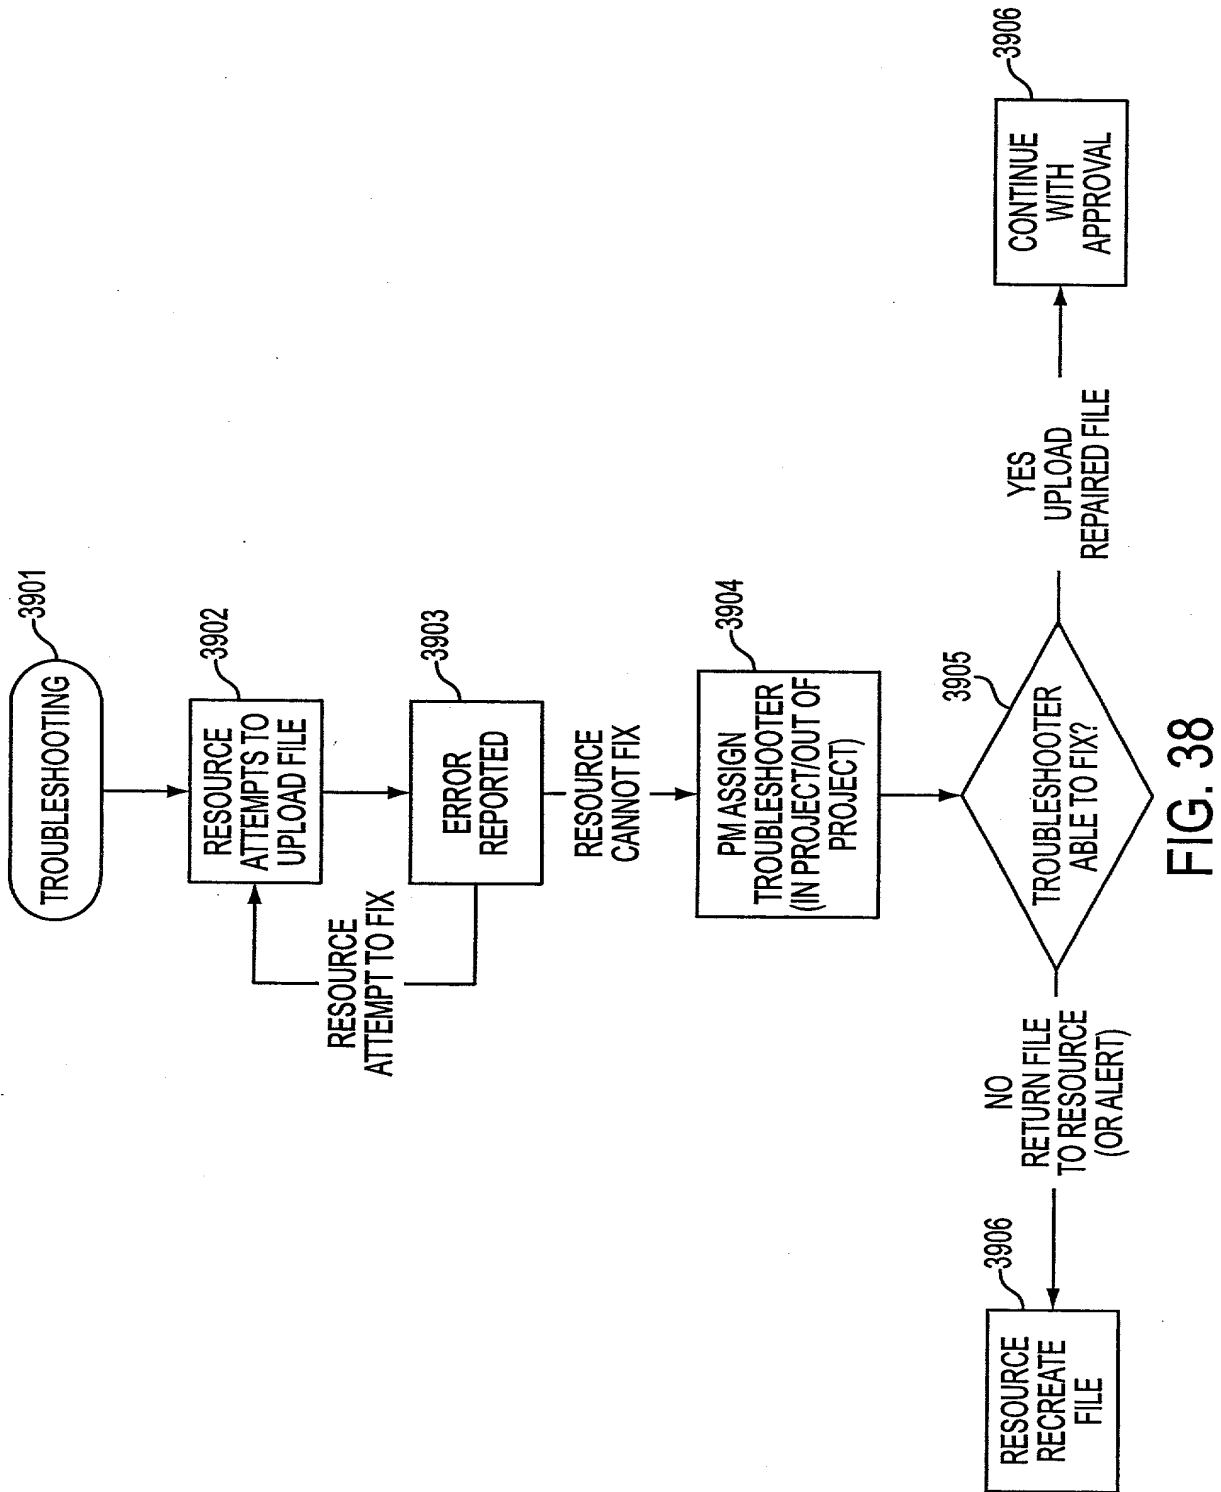 TROUBLESHOOTING
3901
RESOURCE
ATTEMPTS TO
UPLOAD FILE
3902
RESOURCE
ATTEMPT TO FIX
ERROR
REPORTED
3903
RESOURCE
CANNOT FIX
PM ASSIGN
TROUBLESHOOTER
(IN PROJECT/OUT OF
PROJECT)
3904
TROUBLESHOOTER
ABLE TO FIX?
3905
NO
RETURN FILE
TO RESOURCE
(OR ALERT)
RESOURCE
RECREATE
FILE
3906
YES
UPLOAD
REPAIRED FILE
CONTINUE
WITH
APPROVAL
3906
FIG. 38